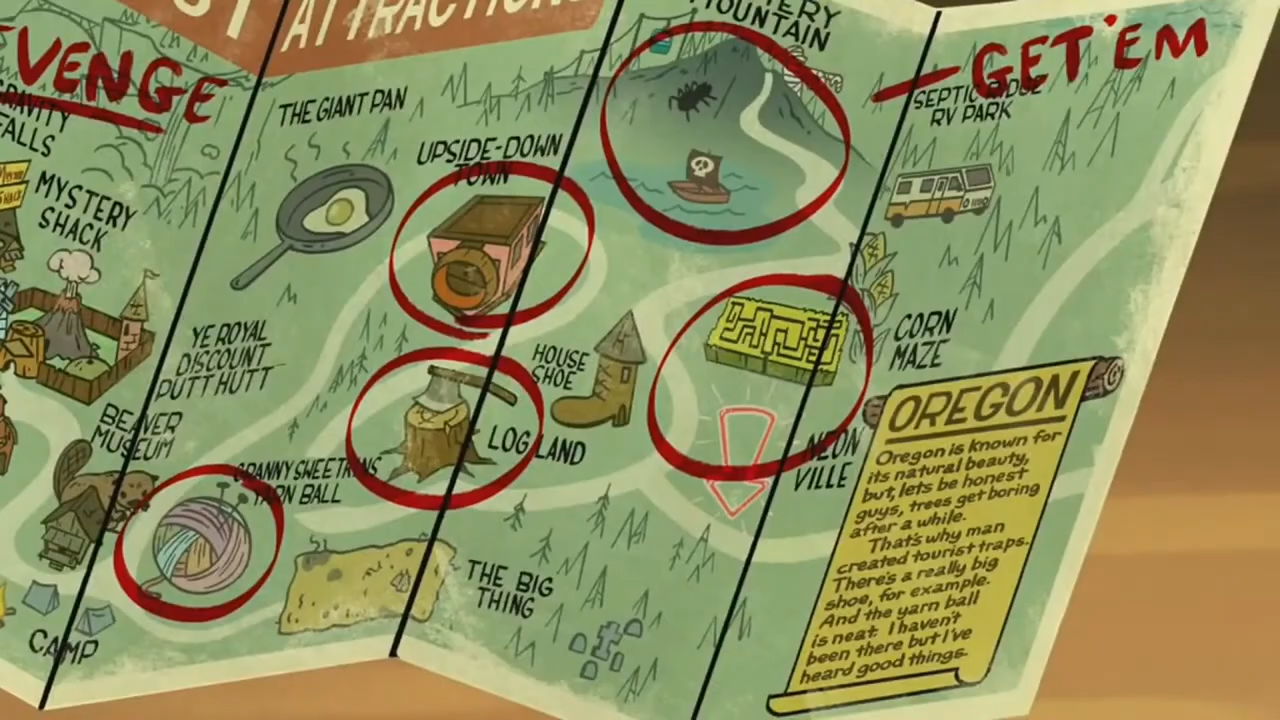 ATTRACTIONS
VENGE
GET 'EM
GRAVITY
FALLS
MYSTERY
SHACK
THE GIANT PAN
UPSIDE-DOWN
TOWN
MOUNTAIN
SEPTIC RIDGE
RV PARK
YE ROYAL
DISCOUNT
PUTT HUTT
HOUSE
SHOE
CORN
MAZE
BEAVER
MUSEUM
GRANNY SWEETKINS
YARN BALL
LOG LAND
NEON
VILLE
THE BIG
THING
CAMP
OREGON
Oregon is known for
its natural beauty,
but, lets be honest
guys, trees get boring
after a while.
That's why man
created tourist traps.
There's a really big
shoe, for example.
And the yarn ball
is neat. I haven't
been there but I've
heard good things.